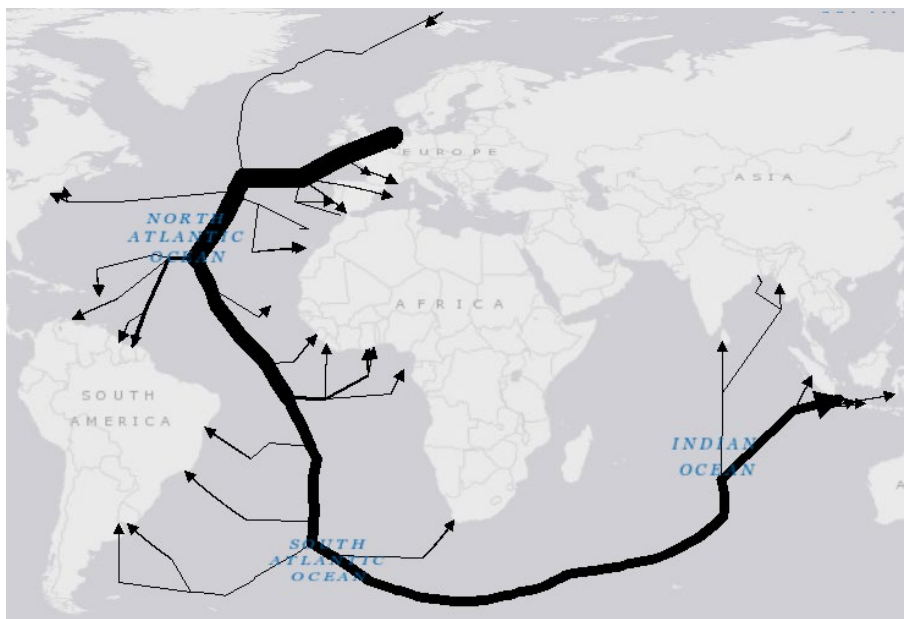 EUROPE
ASIA
NORTH
ATLANTIC
OCEAN
AFRICA
SOUTH
AMERICA
INDIAN
OCEAN
SOUTH
ATLANTIC
OCEAN
A